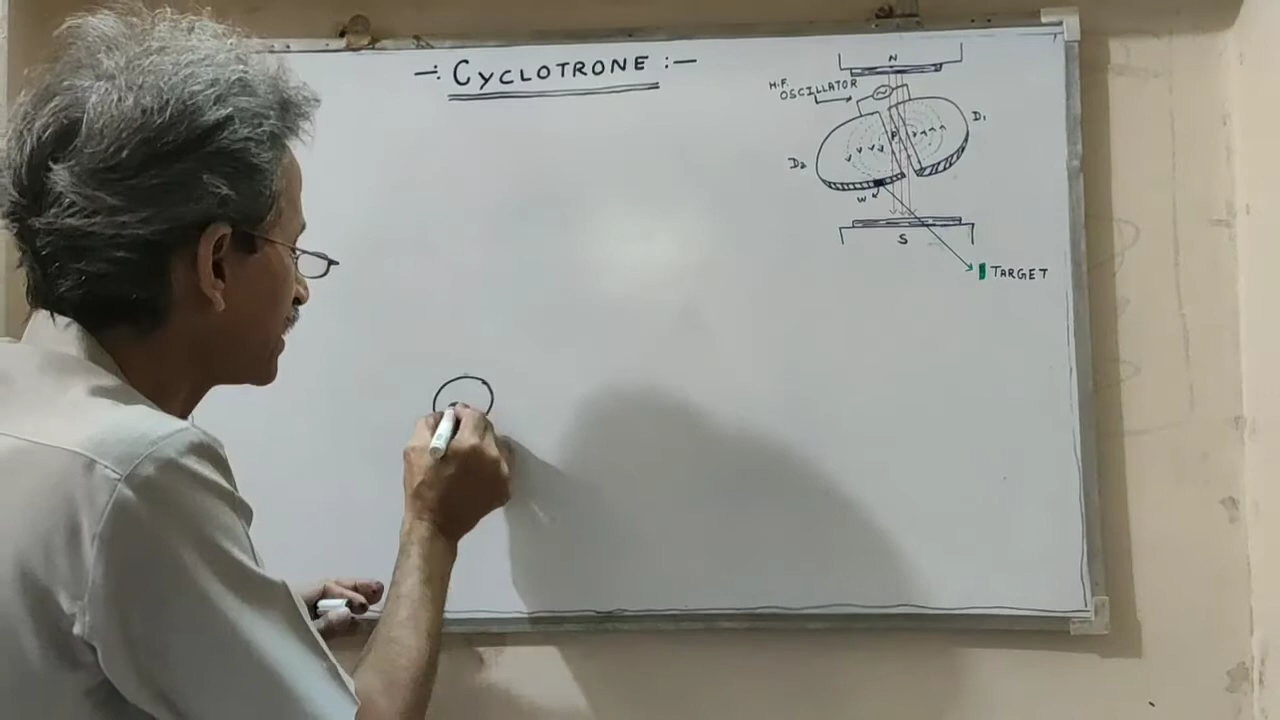 -: CYCLOTRONE :-
N
H.F.
OSCILLATOR
D1
P
D2
W
S
TARGET